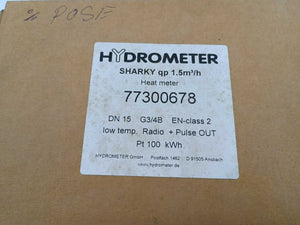 % POSE
HYDROMETER
SHARKY qp 1.5m³/h
Heat meter
77300678
DN 15 G3/4B EN-class 2
low temp. Radio + Pulse OUT
Pt 100 kWh
HYDROMETER GmbH Postfach 1462 D 91505 Ansbach
www.hydrometer.de